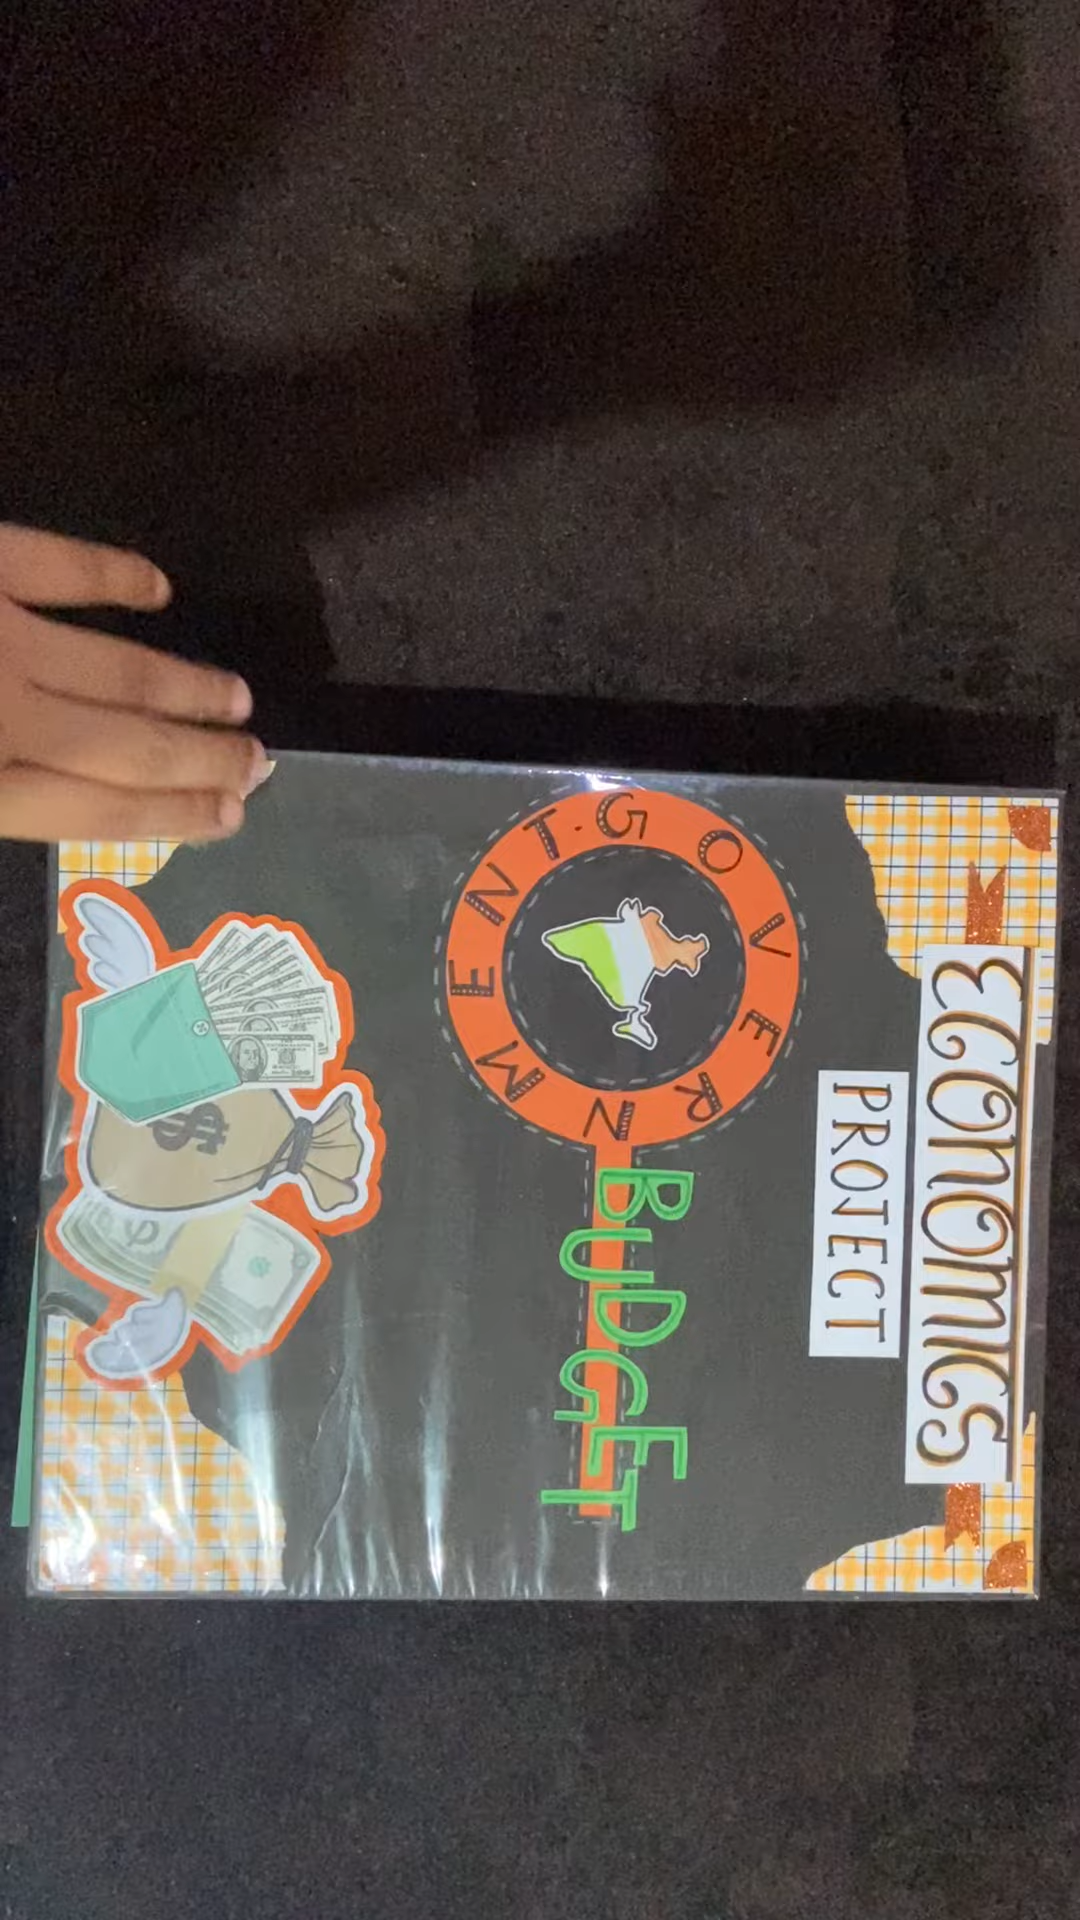 ECONOMICS
PROJECT
GOVERNMENT.
BUDGET
$
$